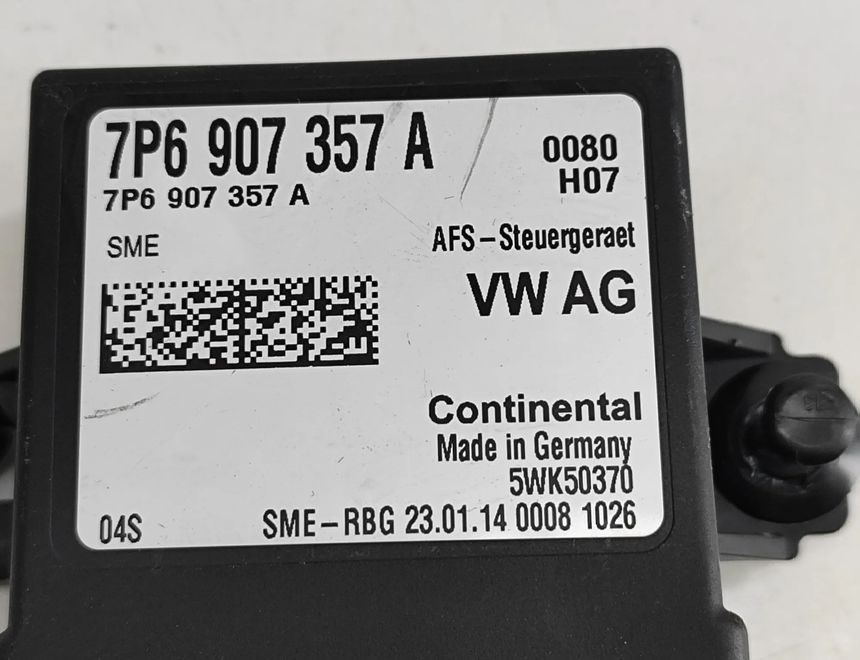 7P6 907 357 A
0080
7P6 907 357 A
H07
SME
AFS-Steuergeraet
VW AG
Continental
Made in Germany
5WK50370
04S
SME-RBG 23.01.14 0008 1026